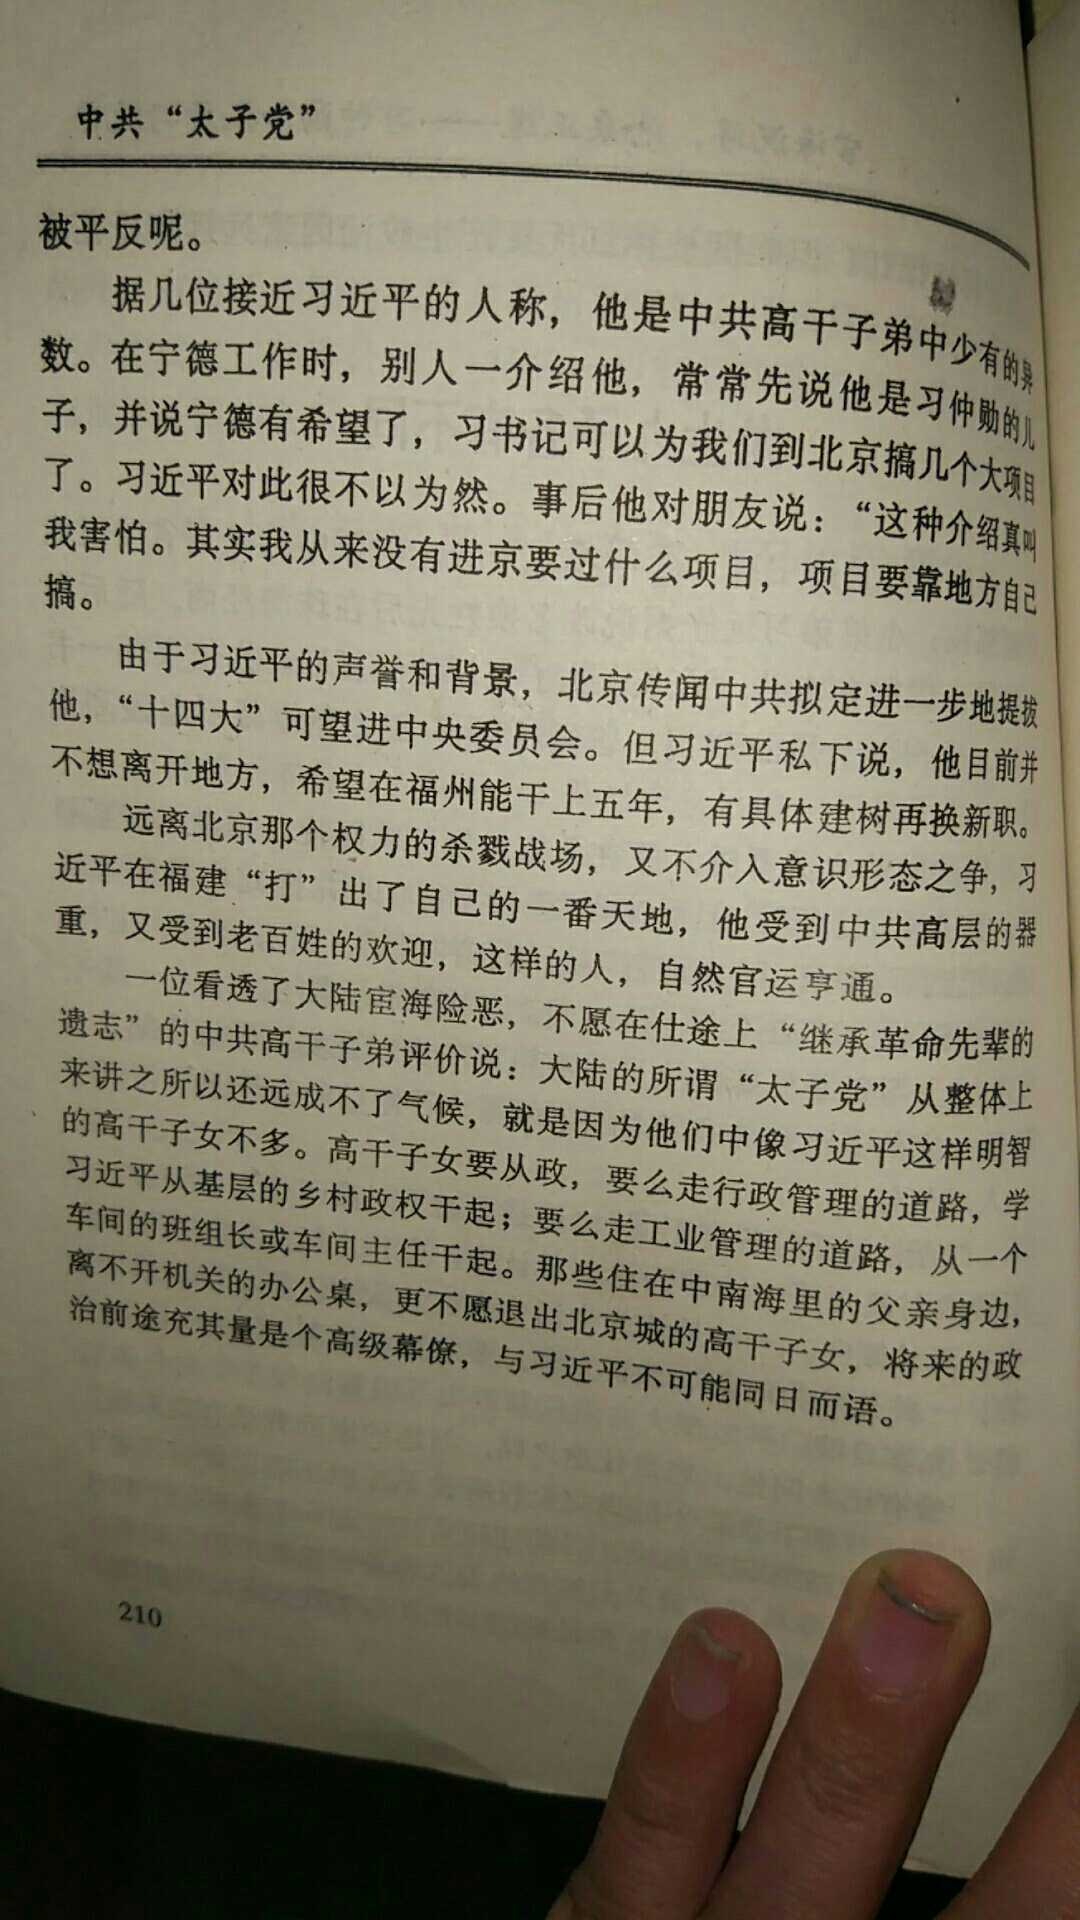 中共“太子党”
被平反呢。
据几位接近习近平的人称，他是中共高干子弟中少有的异
数。在宁德工作时，别人一介绍他，常常先说他是习仲勋的儿
子，并说宁德有希望了，习书记可以为我们到北京搞几个大项目
了。习近平对此很不以为然。事后他对朋友说：“这种介绍真叫
我害怕。其实我从来没有进京要过什么项目，项目要靠地方自己
搞。
由于习近平的声誉和背景，北京传闻中共拟定进一步地提拔
他，“十四大”可望进中央委员会。但习近平私下说，他目前并
不想离开地方，希望在福州能干上五年，有具体建树再换新职。
远离北京那个权力的杀戮战场，又不介入意识形态之争，习
近平在福建“打”出了自己的一番天地，他受到中共高层的器
重，又受到老百姓的欢迎，这样的人，自然官运亨通。
一位看透了大陆宦海险恶，不愿在仕途上“继承革命先辈的
遗志”的中共高干子弟评价说：大陆的所谓“太子党”从整体上
来讲之所以还远成不了气候，就是因为他们中像习近平这样明智
的高干子女不多。高干子女要从政，要么走行政管理的道路，学
习近平从基层的乡村政权干起；要么走工业管理的道路，从一个
车间的班组长或车间主任干起。那些住在中南海里的父亲身边，
离不开机关的办公桌，更不愿退出北京城的高干子女，将来的政
治前途充其量是个高级幕僚，与习近平不可能同日而语。
210